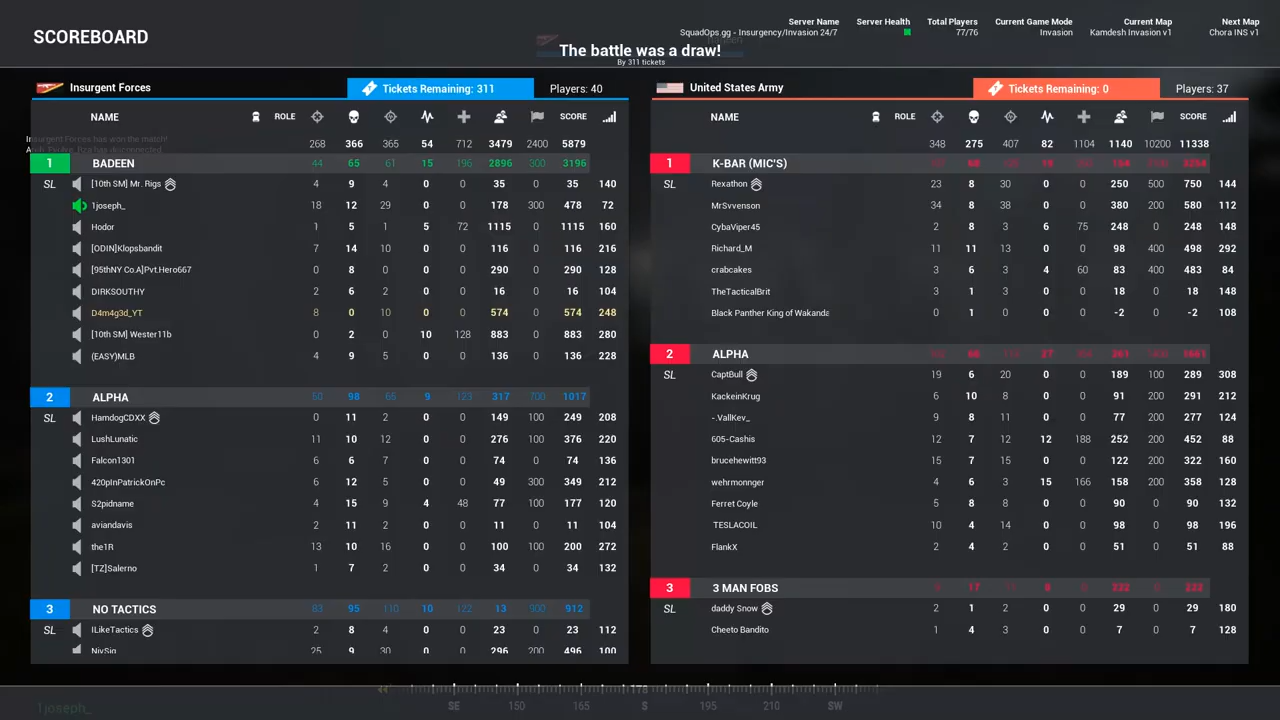 SCOREBOARD
The battle was a draw!
By 311 tickets
Server Name Server Health Total Players Current Game Mode Current Map Next Map
SquadOps.gg - Insurgency/Invasion 24/7 77/76 Invasion Kamdesh Invasion v1 Chora INS v1
Insurgent Forces Tickets Remaining: 311 Players: 40
NAME ROLE SCORE
268 366 365 54 712 3479 2400 5879
Insurgent Forces has won the match!
1 BADEEN 44 65 61 15 196 2896 300 3196
SL [10th SM] Mr. Rigs 4 9 4 0 0 35 0 35 140
1joseph_ 18 12 29 0 0 178 300 478 72
Hodor 1 5 1 5 72 1115 0 1115 160
[ODIN]Klopsbandit 7 14 10 0 0 116 0 116 216
[95thNY Co.A]Pvt.Hero667 0 8 0 0 0 290 0 290 128
DIRKSOUTHY 2 6 2 0 0 16 0 16 104
D4m4g3d_YT 8 0 10 0 0 574 0 574 248
[10th SM] Wester11b 0 2 0 10 128 883 0 883 280
(EASY)MLB 4 9 5 0 0 136 0 136 228
2 ALPHA 50 98 65 9 123 317 700 1017
SL HamdogCDXX 0 11 2 0 0 149 100 249 208
LushLunatic 11 10 12 0 0 276 100 376 220
Falcon1301 6 6 7 0 0 74 0 74 136
420pInPatrickOnPc 6 12 5 0 0 49 300 349 212
S2pidname 4 15 9 4 48 77 100 177 120
aviandavis 2 11 2 0 0 11 0 11 104
the1R 13 10 16 0 0 100 100 200 272
[TZ]Salerno 1 7 2 0 0 34 0 34 132
3 NO TACTICS 83 95 110 10 122 13 900 912
SL ILikeTactics 2 8 4 0 0 23 0 23 112
NivSig 25 9 30 0 0 296 200 496 100
United States Army Tickets Remaining: 0 Players: 37
NAME ROLE SCORE
348 275 407 82 1104 1140 10200 11338
1 K-BAR (MIC'S)
SL Rexathon 23 8 30 0 0 250 500 750 144
MrSvvenson 34 8 38 0 0 380 200 580 112
CybaViper45 2 8 3 6 75 248 0 248 148
Richard_M 11 11 13 0 0 98 400 498 292
crabcakes 3 6 3 4 60 83 400 483 84
TheTacticalBrit 3 1 3 0 0 18 0 18 148
Black Panther King of Wakanda 0 1 0 0 0 -2 0 -2 108
2 ALPHA 27
SL CaptBull 19 6 20 0 0 189 100 289 308
KackeinKrug 6 10 8 0 0 91 200 291 212
-.VallKev_ 9 8 11 0 0 77 200 277 124
605-Cashis 12 7 12 12 188 252 200 452 88
brucehewitt93 15 7 15 0 0 122 200 322 160
wehrmonnger 4 6 3 15 166 158 200 358 128
Ferret Coyle 5 8 8 0 0 90 0 90 132
TESLACOIL 10 4 14 0 0 98 0 98 196
FlankX 2 4 2 0 0 51 0 51 88
3 3 MAN FOBS 17
SL daddy Snow 2 1 2 0 0 29 0 29 180
Cheeto Bandito 1 4 3 0 0 7 0 7 128
178
SE 150 165 S 195 210 SW
1joseph_